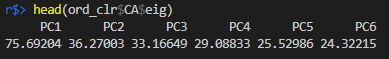 r$> head(ord_clr$CA$eig)
PC1 PC2 PC3 PC4 PC5 PC6
75.69204 36.27003 33.16649 29.08833 25.52986 24.32215